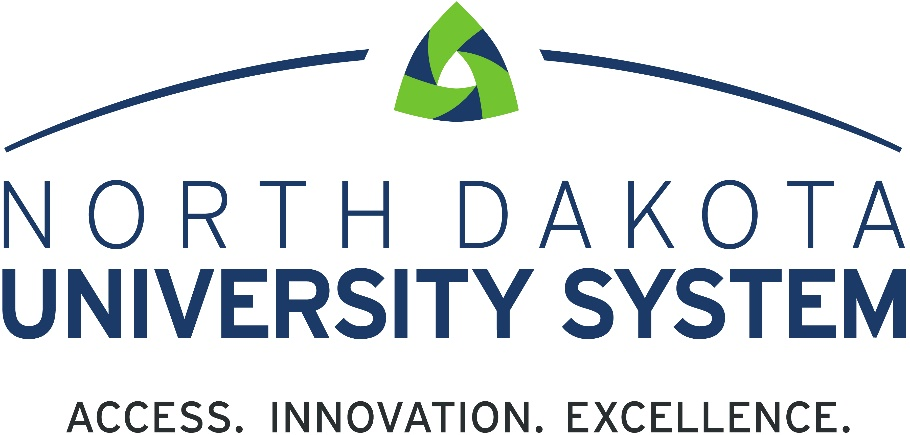 NORTH DAKOTA
UNIVERSITY SYSTEM
ACCESS. INNOVATION. EXCELLENCE.